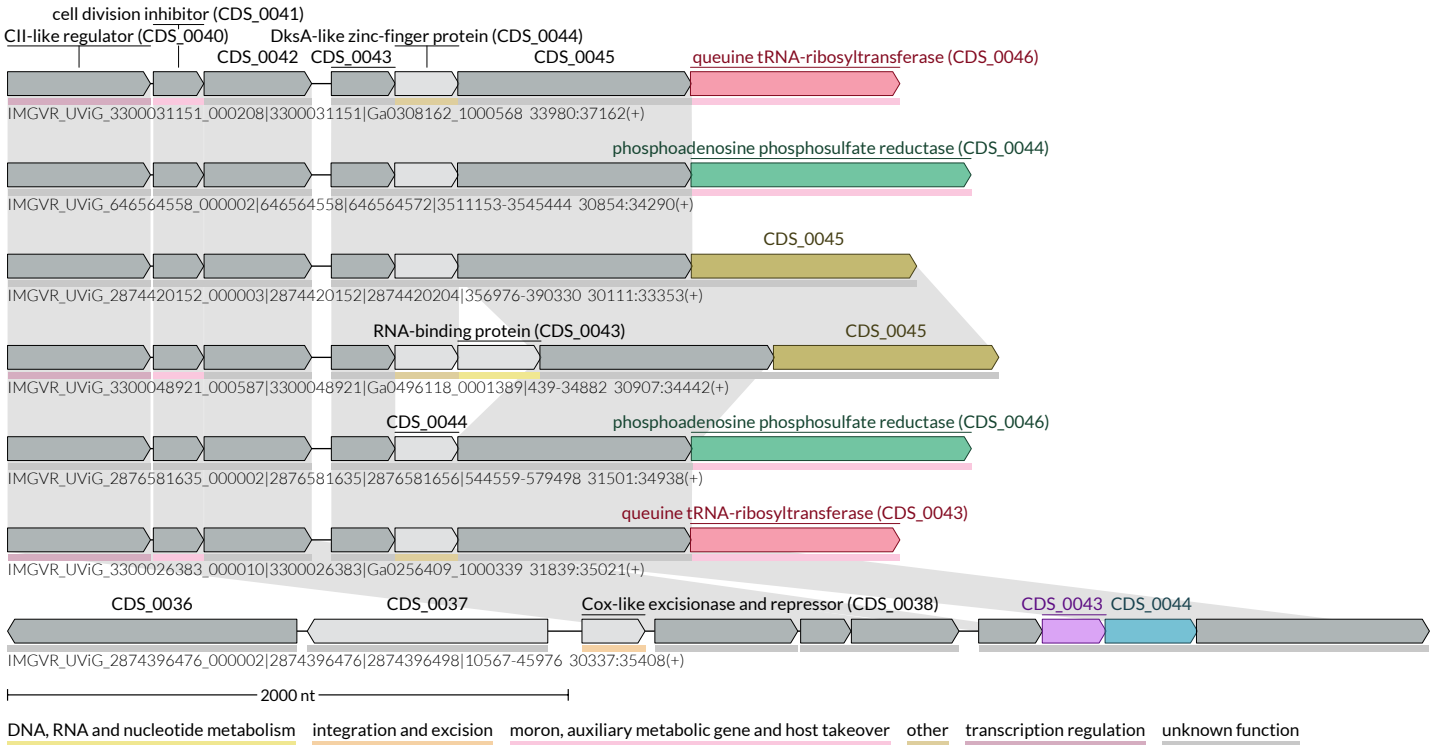 cell division inhibitor (CDS_0041)
CII-like regulator (CDS_0040) DksA-like zinc-finger protein (CDS_0044)
CDS_0042 CDS_0043 CDS_0045 queuine tRNA-ribosyltransferase (CDS_0046)
IMGVR_UViG_3300031151_000208|3300031151|Ga0308162_1000568 33980:37162(+)
phosphoadenosine phosphosulfate reductase (CDS_0044)
IMGVR_UViG_646564558_000002|646564558|646564572|3511153-3545444 30854:34290(+)
CDS_0045
IMGVR_UViG_2874420152_000003|2874420152|2874420204|356976-390330 30111:33353(+)
RNA-binding protein (CDS_0043) CDS_0045
IMGVR_UViG_3300048921_000587|3300048921|Ga0496118_0001389|439-34882 30907:34442(+)
CDS_0044 phosphoadenosine phosphosulfate reductase (CDS_0046)
IMGVR_UViG_2876581635_000002|2876581635|2876581656|544559-579498 31501:34938(+)
queuine tRNA-ribosyltransferase (CDS_0043)
IMGVR_UViG_3300026383_000010|3300026383|Ga0256409_1000339 31839:35021(+)
CDS_0036 CDS_0037 Cox-like excisionase and repressor (CDS_0038) CDS_0043 CDS_0044
IMGVR_UViG_2874396476_000002|2874396476|2874396498|10567-45976 30337:35408(+)
2000 nt
DNA, RNA and nucleotide metabolism integration and excision moron, auxiliary metabolic gene and host takeover other transcription regulation unknown function